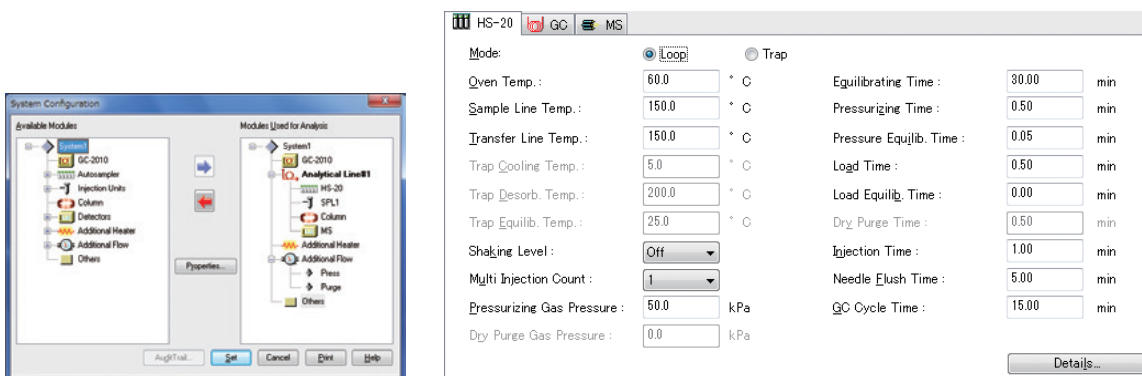 System Configuration
Available Modules
System1
GC-2010
Autosampler
Injection Units
Column
Detectors
Additional Heater
Additional Flow
Others
Properties...
Modules Used for Analysis
System1
GC-2010
Analytical Line#1
HS-20
SPL1
Column
MS
Additional Heater
Additional Flow
Press
Purge
Others
AuditTrail...
Set
Cancel
Print
Help
HS-20 GC MS
Mode: Loop Trap
Oven Temp.: 60.0 ° C Equilibrating Time : 30.00 min
Sample Line Temp.: 150.0 ° C Pressurizing Time : 0.50 min
Transfer Line Temp.: 150.0 ° C Pressure Equilib. Time : 0.05 min
Trap Cooling Temp.: 5.0 ° C Load Time : 0.50 min
Trap Desorb. Temp.: 200.0 ° C Load Equilib. Time : 0.00 min
Trap Equilib. Temp.: 25.0 ° C Dry Purge Time : 0.50 min
Shaking Level : Off Injection Time : 1.00 min
Multi Injection Count : 1 Needle Flush Time : 5.00 min
Pressurizing Gas Pressure : 50.0 kPa GC Cycle Time : 15.00 min
Dry Purge Gas Pressure : 0.0 kPa
Details...